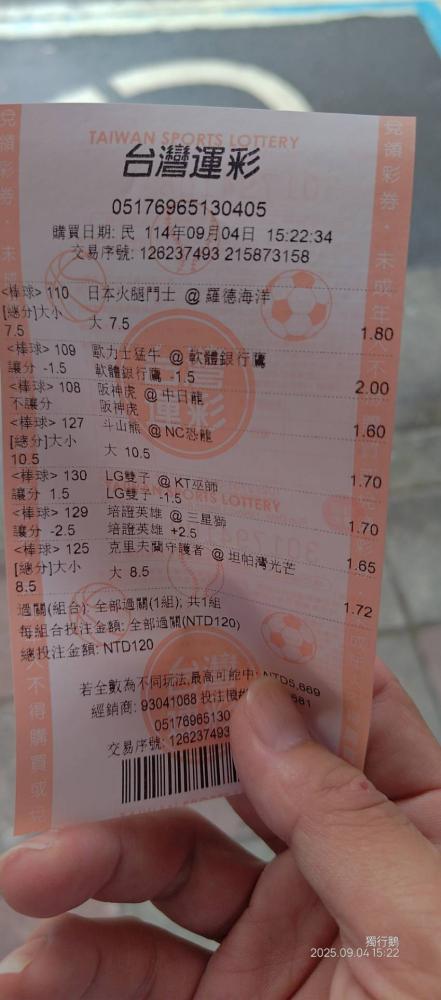 TAIWAN SPORTS LOTTERY
台灣運彩
05176965130405
購買日期: 民 114年09月04日 15:22:34
交易序號: 126237493 215873158
<棒球> 110 日本火腿鬥士 @ 羅德海洋
[總分]大小 大 7.5
7.5 1.80
<棒球> 109 歐力士猛牛 @ 軟體銀行鷹
讓分 -1.5 軟體銀行鷹 -1.5 2.00
<棒球> 108 阪神虎 @ 中日龍
不讓分 阪神虎 1.60
<棒球> 127 斗山熊 @ NC恐龍
[總分]大小 大 10.5
10.5 1.70
<棒球> 130 LG雙子 @ KT巫師
讓分 1.5 LG雙子 -1.5 1.70
<棒球> 129 培證英雄 @ 三星獅
讓分 -2.5 培證英雄 +2.5 1.65
<棒球> 125 克里夫蘭守護者 @ 坦帕灣光芒
[總分]大小 大 8.5
8.5 1.72
過關(組合): 全部過關(1組); 共1組
每組合投注金額: 全部過關(NTD120)
總投注金額: NTD120
若全數為不同玩法,最高可能中: NTD5,669
經銷商: 93041068 投注機
05176965130
交易序號: 126237493
兌領彩券
未成年
不得購買或兌
獨行鵝
2025.09.04 15:22